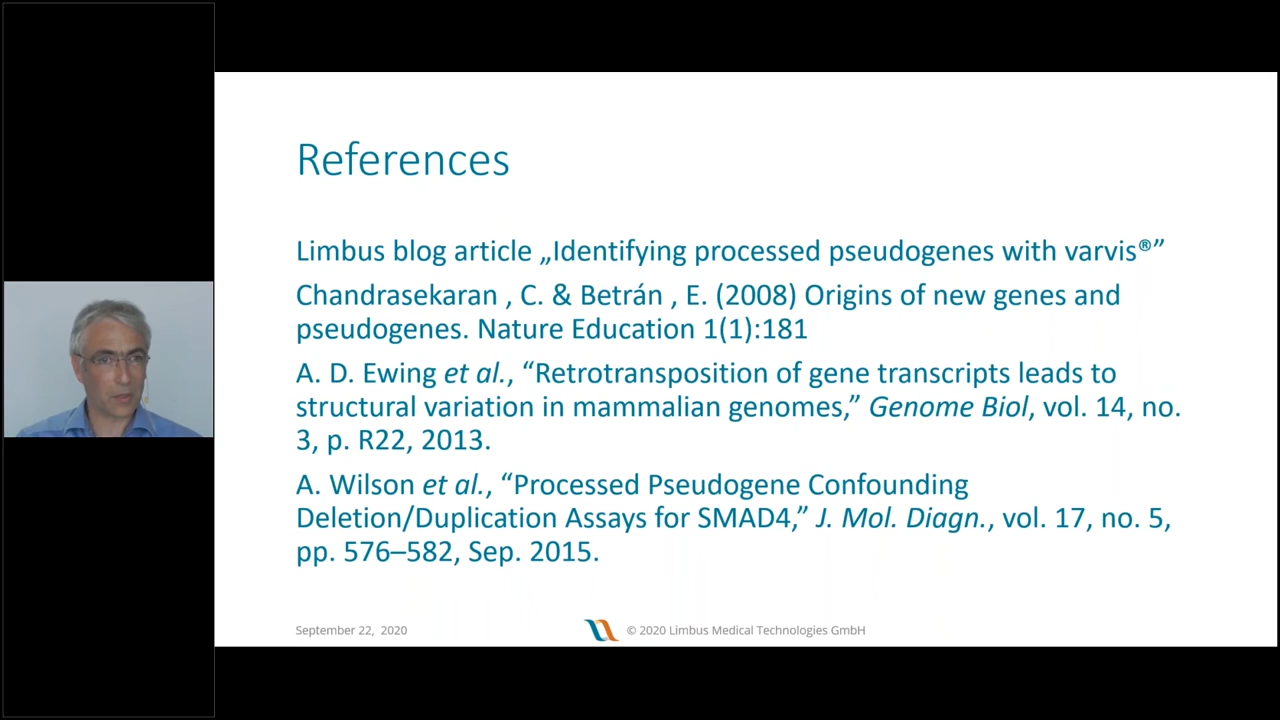 References
Limbus blog article „Identifying processed pseudogenes with varvis®”
Chandrasekaran , C. & Betrán , E. (2008) Origins of new genes and
pseudogenes. Nature Education 1(1):181
A. D. Ewing et al., “Retrotransposition of gene transcripts leads to
structural variation in mammalian genomes,” Genome Biol, vol. 14, no.
3, p. R22, 2013.
A. Wilson et al., “Processed Pseudogene Confounding
Deletion/Duplication Assays for SMAD4,” J. Mol. Diagn., vol. 17, no. 5,
pp. 576–582, Sep. 2015.
September 22, 2020
© 2020 Limbus Medical Technologies GmbH